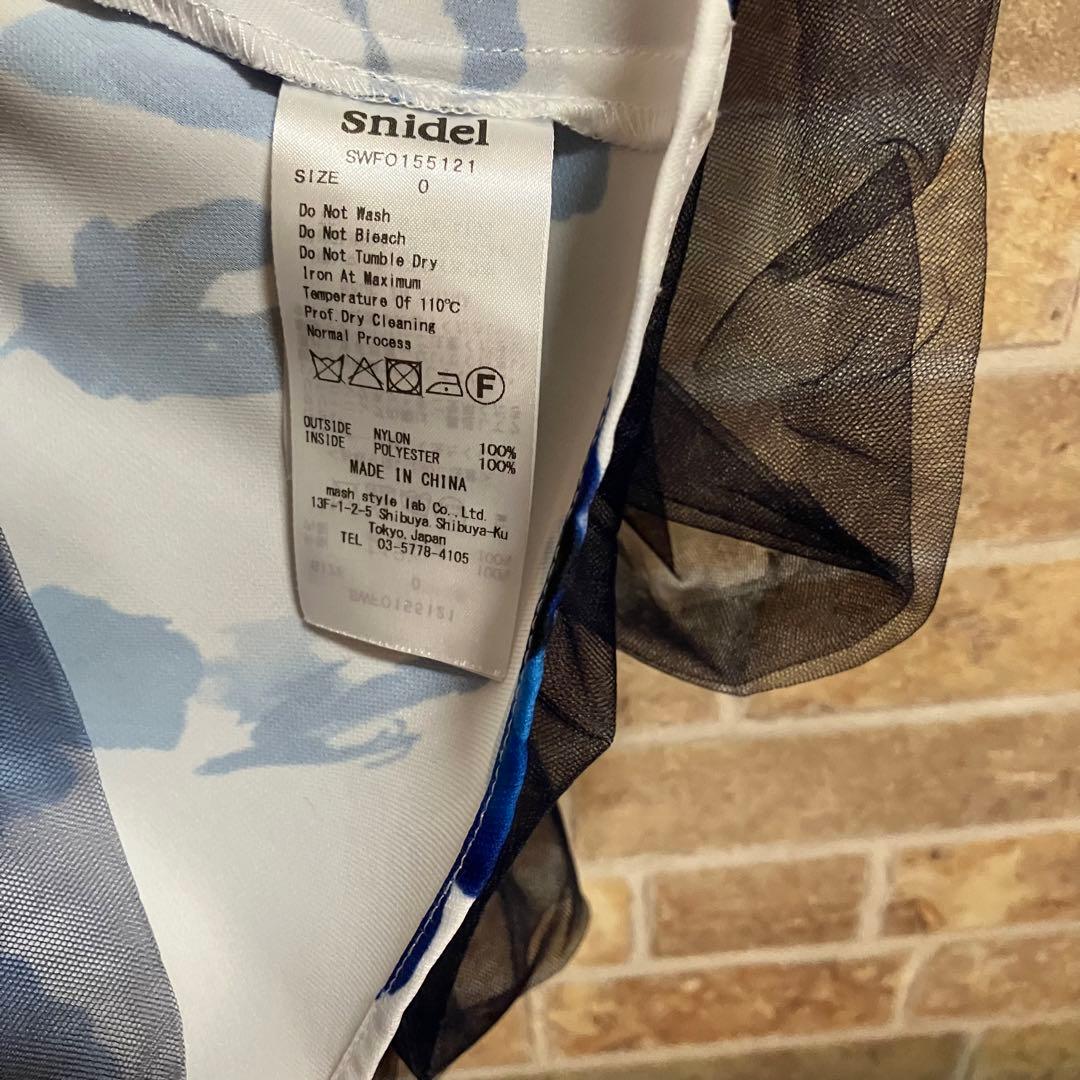 snidel
SWFO155121
SIZE 0
Do Not Wash
Do Not Bleach
Do Not Tumble Dry
Iron At Maximum
Temperature Of 110℃
Prof.Dry Cleaning
Normal Process
F
OUTSIDE NYLON 100%
INSIDE POLYESTER 100%
MADE IN CHINA
mash style lab Co.,Ltd.
13F-1-2-5 Shibuya.Shibuya-Ku
Tokyo,Japan
TEL 03-5778-4105